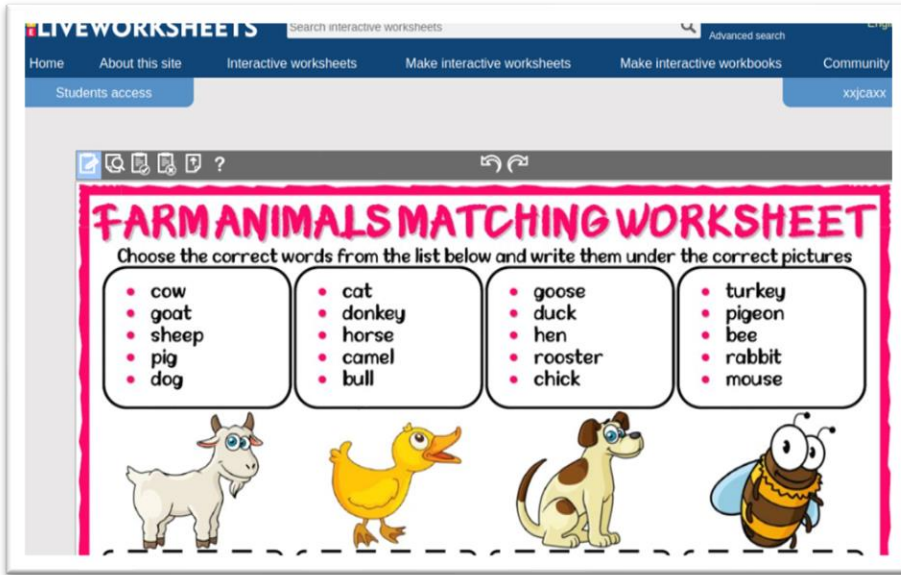 LIVEWORKSHEETS
Search interactive worksheets
Advanced search
Home About this site Interactive worksheets Make interactive worksheets Make interactive workbooks Community
Students access
xxjcaxx
?
FARM ANIMALS MATCHING WORKSHEET
Choose the correct words from the list below and write them under the correct pictures
• cow
• goat
• sheep
• pig
• dog
• cat
• donkey
• horse
• camel
• bull
• goose
• duck
• hen
• rooster
• chick
• turkey
• pigeon
• bee
• rabbit
• mouse